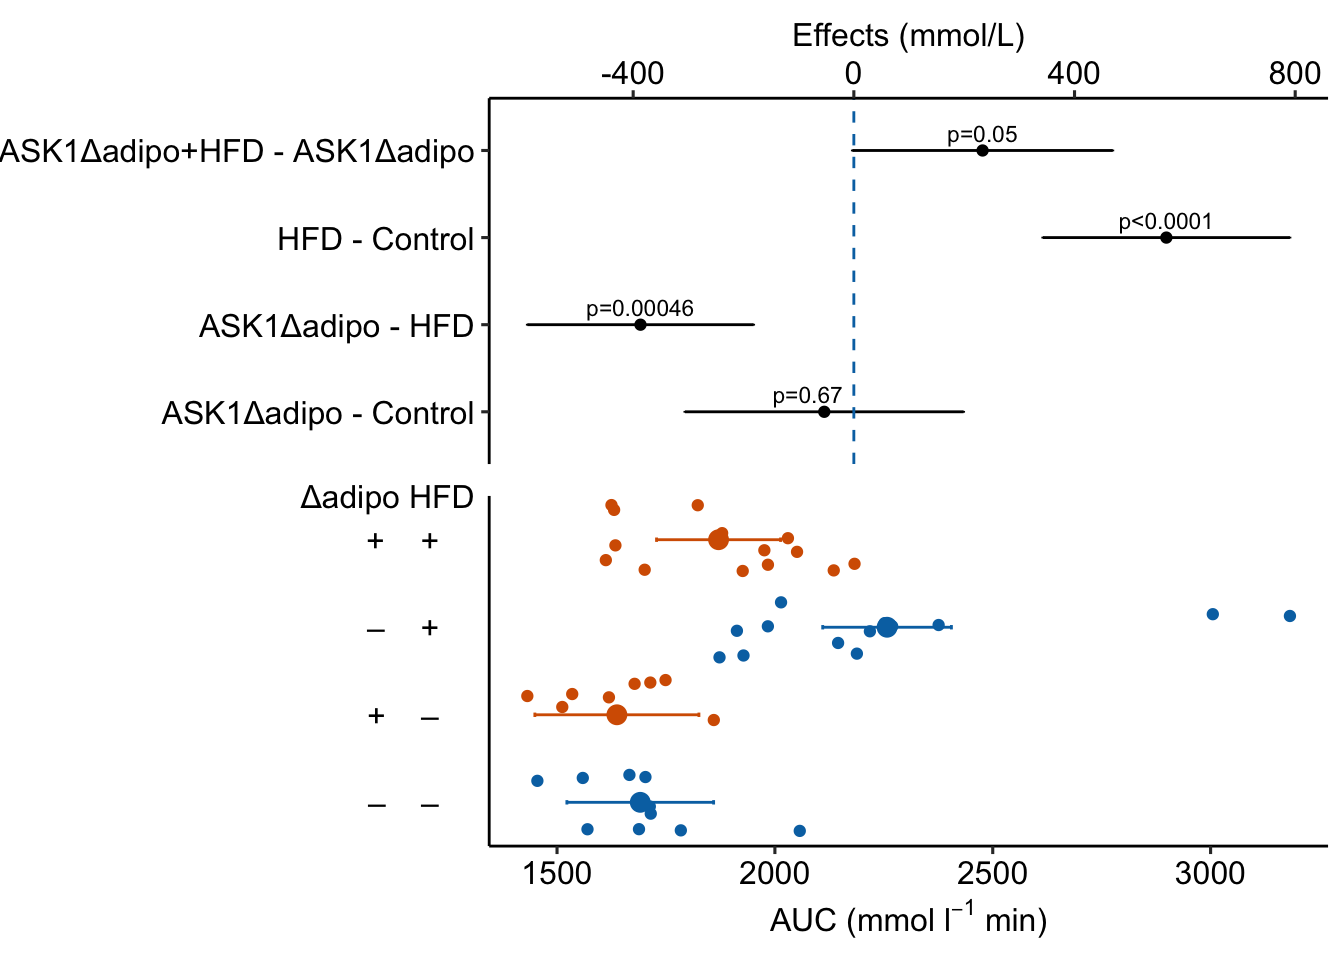 Effects (mmol/L)
-400 0 400 800
ASK1Δadipo+HFD - ASK1Δadipo
p=0.05
HFD - Control
p<0.0001
ASK1Δadipo - HFD
p=0.00046
ASK1Δadipo - Control
p=0.67
Δadipo HFD
+ +
– +
+ –
– –
1500 2000 2500 3000
AUC (mmol l⁻¹ min)